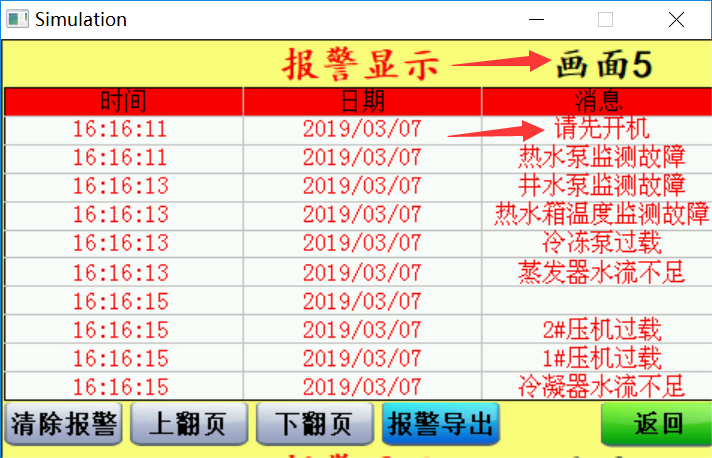 Simulation
报警显示 画面5
时间 日期 消息
16:16:11 2019/03/07 请先开机
16:16:11 2019/03/07 热水泵监测故障
16:16:13 2019/03/07 井水泵监测故障
16:16:13 2019/03/07 热水箱温度监测故障
16:16:13 2019/03/07 冷冻泵过载
16:16:13 2019/03/07 蒸发器水流不足
16:16:15 2019/03/07
16:16:15 2019/03/07 2#压机过载
16:16:15 2019/03/07 1#压机过载
16:16:15 2019/03/07 冷凝器水流不足
清除报警 上翻页 下翻页 报警导出 返回